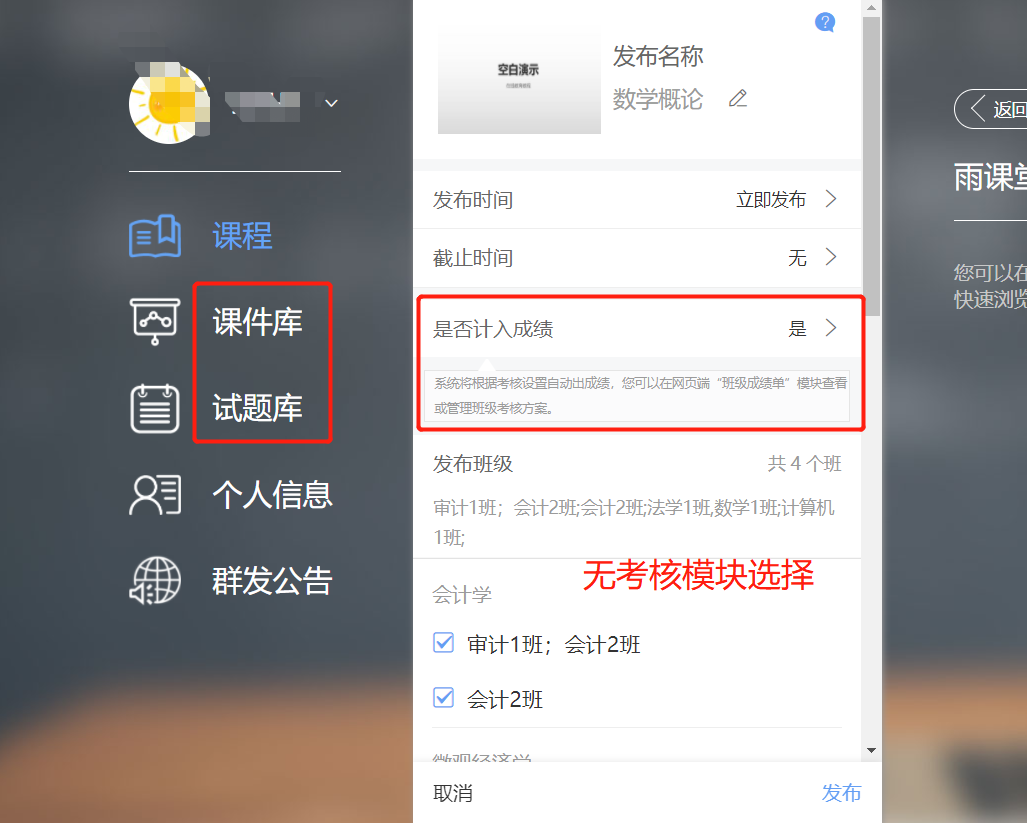 课程
课件库
试题库
个人信息
群发公告
空白演示
发布名称
数学概论
发布时间
立即发布
截止时间
无
是否计入成绩
是
系统将根据考核设置自动出成绩，您可以在网页端“班级成绩单”模块查看
或管理班级考核方案。
发布班级
共 4 个班
审计1班；会计2班;会计2班;法学1班,数学1班;计算机
1班;
无考核模块选择
会计学
审计1班；会计2班
会计2班
微观经济学
取消
发布
?
返回
雨课堂
您可以在
快速浏览